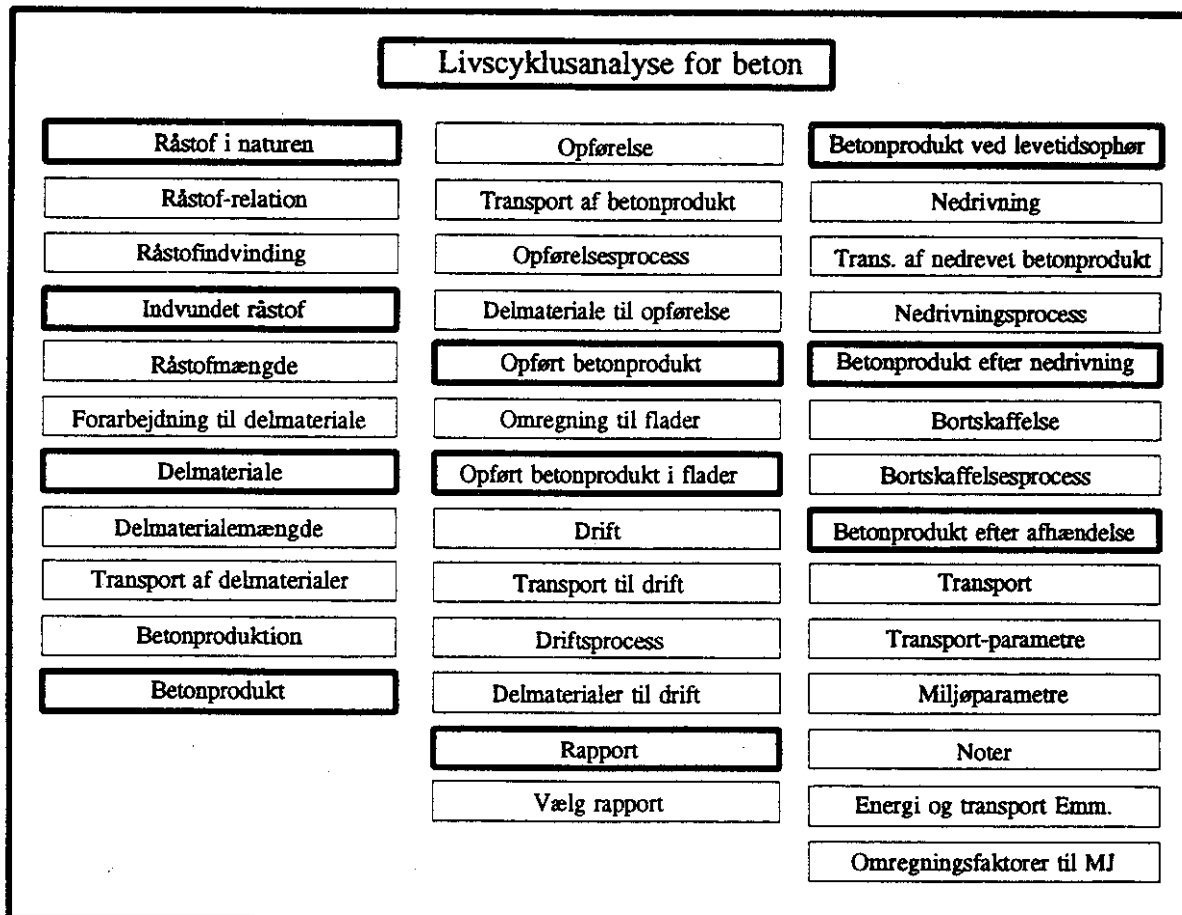 Livscyklusanalyse for beton
Råstof i naturen
Råstof-relation
Råstofindvinding
Indvundet råstof
Råstofmængde
Forarbejdning til delmateriale
Delmateriale
Delmaterialemængde
Transport af delmaterialer
Betonproduktion
Betonprodukt
Opførelse
Transport af betonprodukt
Opførelsesprocess
Delmateriale til opførelse
Opført betonprodukt
Omregning til flader
Opført betonprodukt i flader
Drift
Transport til drift
Driftsprocess
Delmaterialer til drift
Rapport
Vælg rapport
Betonprodukt ved levetidsophør
Nedrivning
Trans. af nedrevet betonprodukt
Nedrivningsprocess
Betonprodukt efter nedrivning
Bortskaffelse
Bortskaffelsesprocess
Betonprodukt efter afhændelse
Transport
Transport-parametre
Miljøparametre
Noter
Energi og transport Emm.
Omregningsfaktorer til MJ